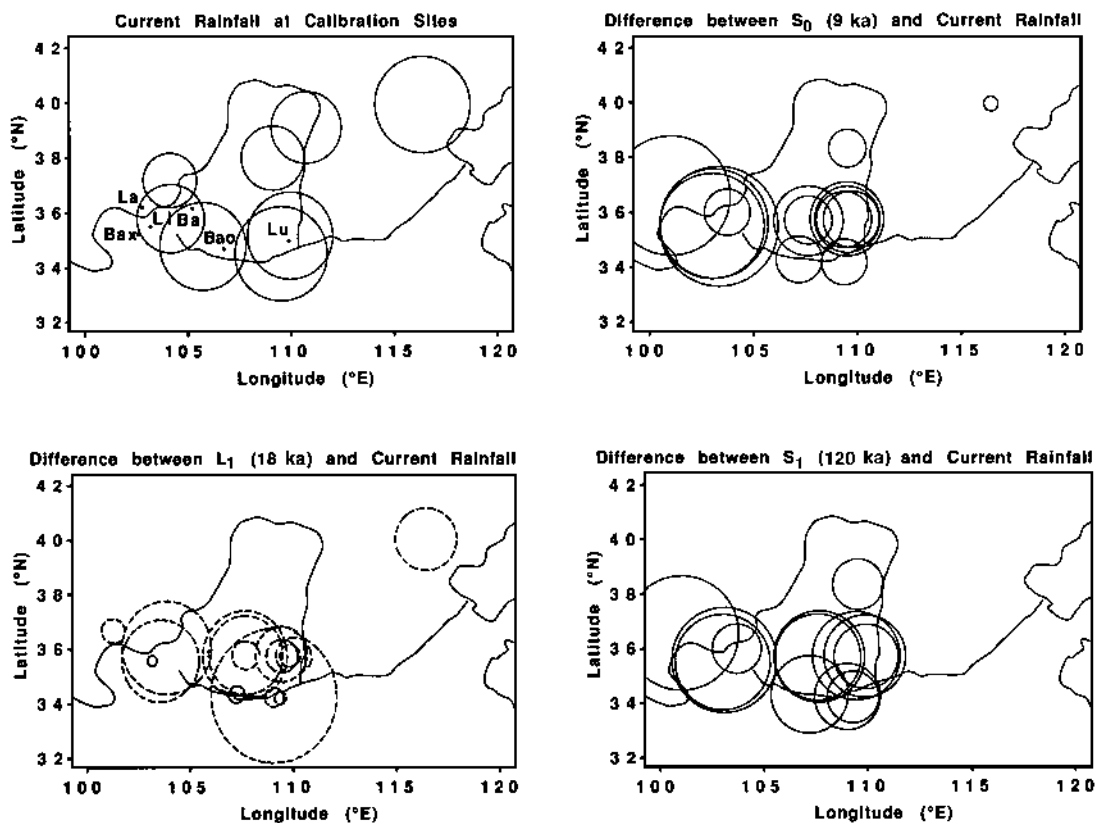 Current Rainfall at Calibration Sites
Difference between S0 (9 ka) and Current Rainfall
42
40
38
36
34
32
Latitude (°N)
La
Li Ba
Bax
Bao
Lu
100 105 110 115 120
Longitude (°E)
42
40
38
36
34
32
Latitude (°N)
100 105 110 115 120
Longitude (°E)
Difference between L1 (18 ka) and Current Rainfall
Difference between S1 (120 ka) and Current Rainfall
42
40
38
36
34
32
Latitude (°N)
100 105 110 115 120
Longitude (°E)
42
40
38
36
34
32
Latitude (°N)
100 105 110 115 120
Longitude (°E)